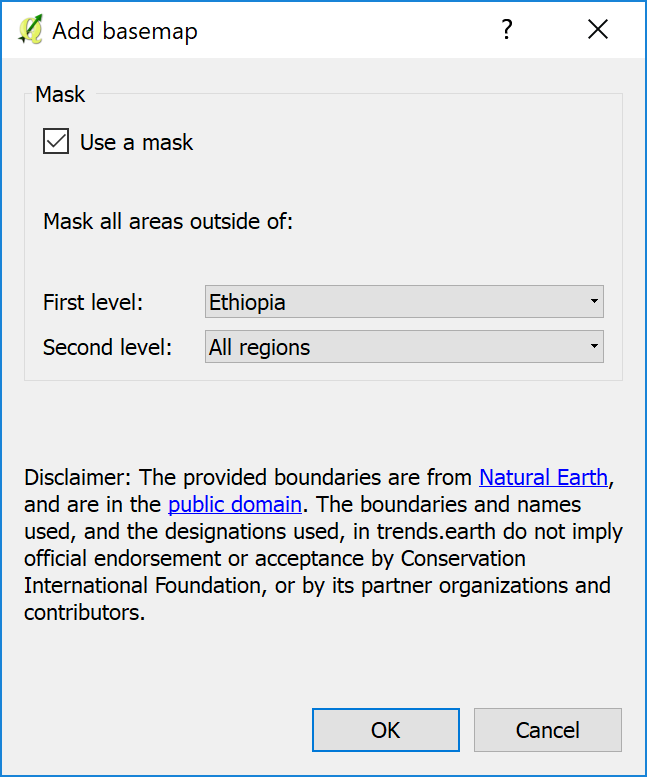 Add basemap
?
Mask
Use a mask
Mask all areas outside of:
First level: Ethiopia
Second level: All regions
Disclaimer: The provided boundaries are from Natural Earth,
and are in the public domain. The boundaries and names
used, and the designations used, in trends.earth do not imply
official endorsement or acceptance by Conservation
International Foundation, or by its partner organizations and
contributors.
OK Cancel